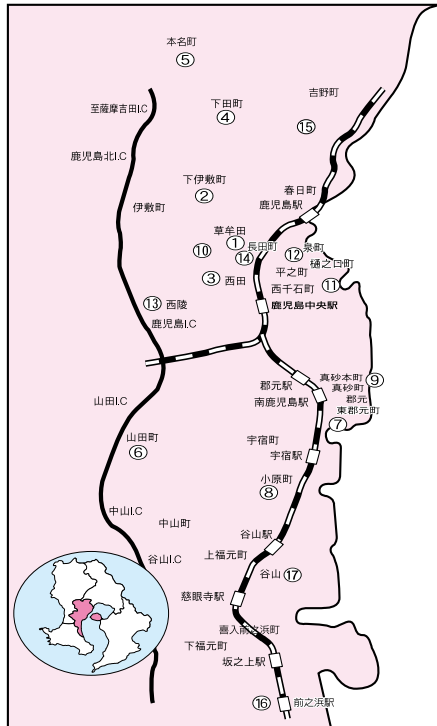 ⑤
本名町
下田町
④
吉野町
⑮
至薩摩吉田I.C
鹿児島北I.C
下伊敷町
②
伊敷町
春日町
鹿児島駅
草牟田
①
長田町
⑭
⑩
泉町
⑫
樋之口町
平之町
③
西田
西千石町
⑪
⑬
西陵
鹿児島中央駅
鹿児島I.C
郡元駅
南鹿児島駅
真砂本町
⑨
真砂町
郡元
東郡元町
⑦
山田I.C
山田町
⑥
宇宿町
宇宿駅
小原町
⑧
中山I.C
中山町
谷山駅
谷山I.C
上福元町
谷山
⑰
慈眼寺駅
喜入前之浜町
下福元町
坂之上駅
⑯
前之浜駅